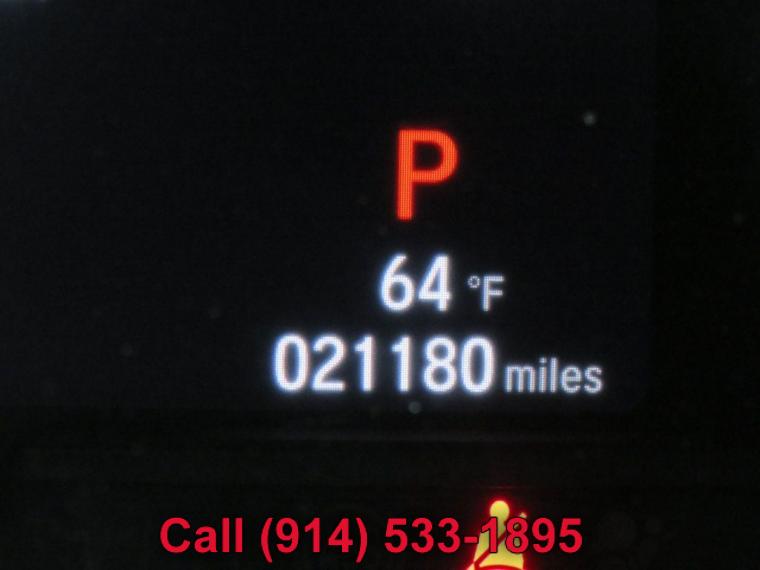 P
64 °F
021180 miles
Call (914) 533-1895